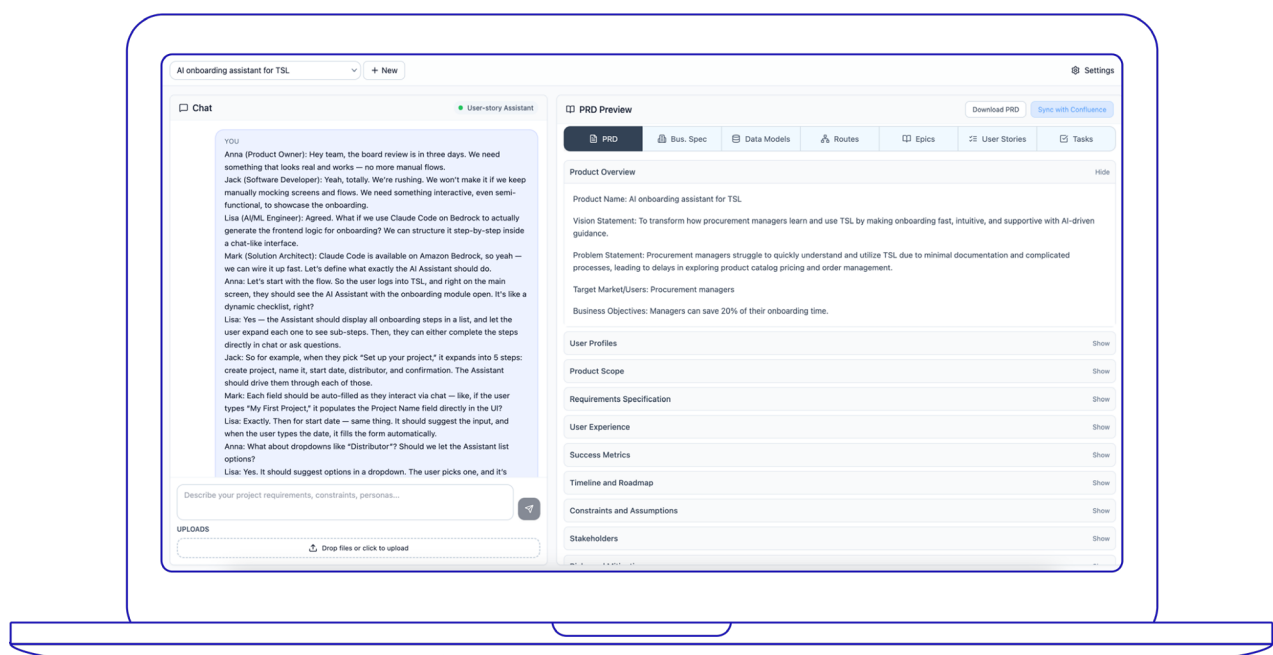 AI onboarding assistant for TSL
+ New
Settings
Chat
User-story Assistant
YOU
Anna (Product Owner): Hey team, the board review is in three days. We need
something that looks real and works — no more manual flows.
Jack (Software Developer): Yeah, totally. We're rushing. We won't make it if we keep
manually mocking screens and flows. We need something interactive, even semi-
functional, to showcase the onboarding.
Lisa (AI/ML Engineer): Agreed. What if we use Claude Code on Bedrock to actually
generate the frontend logic for onboarding? We can structure it step-by-step inside
a chat-like interface.
Mark (Solution Architect): Claude Code is available on Amazon Bedrock, so yeah —
we can wire it up fast. Let's define what exactly the AI Assistant should do.
Anna: Let's start with the flow. So the user logs into TSL, and right on the main
screen, they should see the AI Assistant with the onboarding module open. It's like a
dynamic checklist, right?
Lisa: Yes — the Assistant should display all onboarding steps in a list, and let the
user expand each one to see sub-steps. Then, they can either complete the steps
directly in chat or ask questions.
Jack: So for example, when they pick "Set up your project," it expands into 5 steps:
create project, name it, start date, distributor, and confirmation. The Assistant
should drive them through each of those.
Mark: Each field should be auto-filled as they interact via chat — like, if the user
types "My First Project," it populates the Project Name field directly in the UI?
Lisa: Exactly. Then for start date — same thing. It should suggest the input, and
when the user types the date, it fills the form automatically.
Anna: What about dropdowns like "Distributor"? Should we let the Assistant list
options?
Lisa: Yes. It should suggest options in a dropdown. The user picks one, and it's
Describe your project requirements, constraints, personas...
UPLOADS
Drop files or click to upload
PRD Preview
Download PRD
Sync with Confluence
PRD
Bus. Spec
Data Models
Routes
Epics
User Stories
Tasks
Product Overview
Hide
Product Name: AI onboarding assistant for TSL
Vision Statement: To transform how procurement managers learn and use TSL by making onboarding fast, intuitive, and supportive with AI-driven
guidance.
Problem Statement: Procurement managers struggle to quickly understand and utilize TSL due to minimal documentation and complicated
processes, leading to delays in exploring product catalog pricing and order management.
Target Market/Users: Procurement managers
Business Objectives: Managers can save 20% of their onboarding time.
User Profiles
Show
Product Scope
Show
Requirements Specification
Show
User Experience
Show
Success Metrics
Show
Timeline and Roadmap
Show
Constraints and Assumptions
Show
Stakeholders
Show